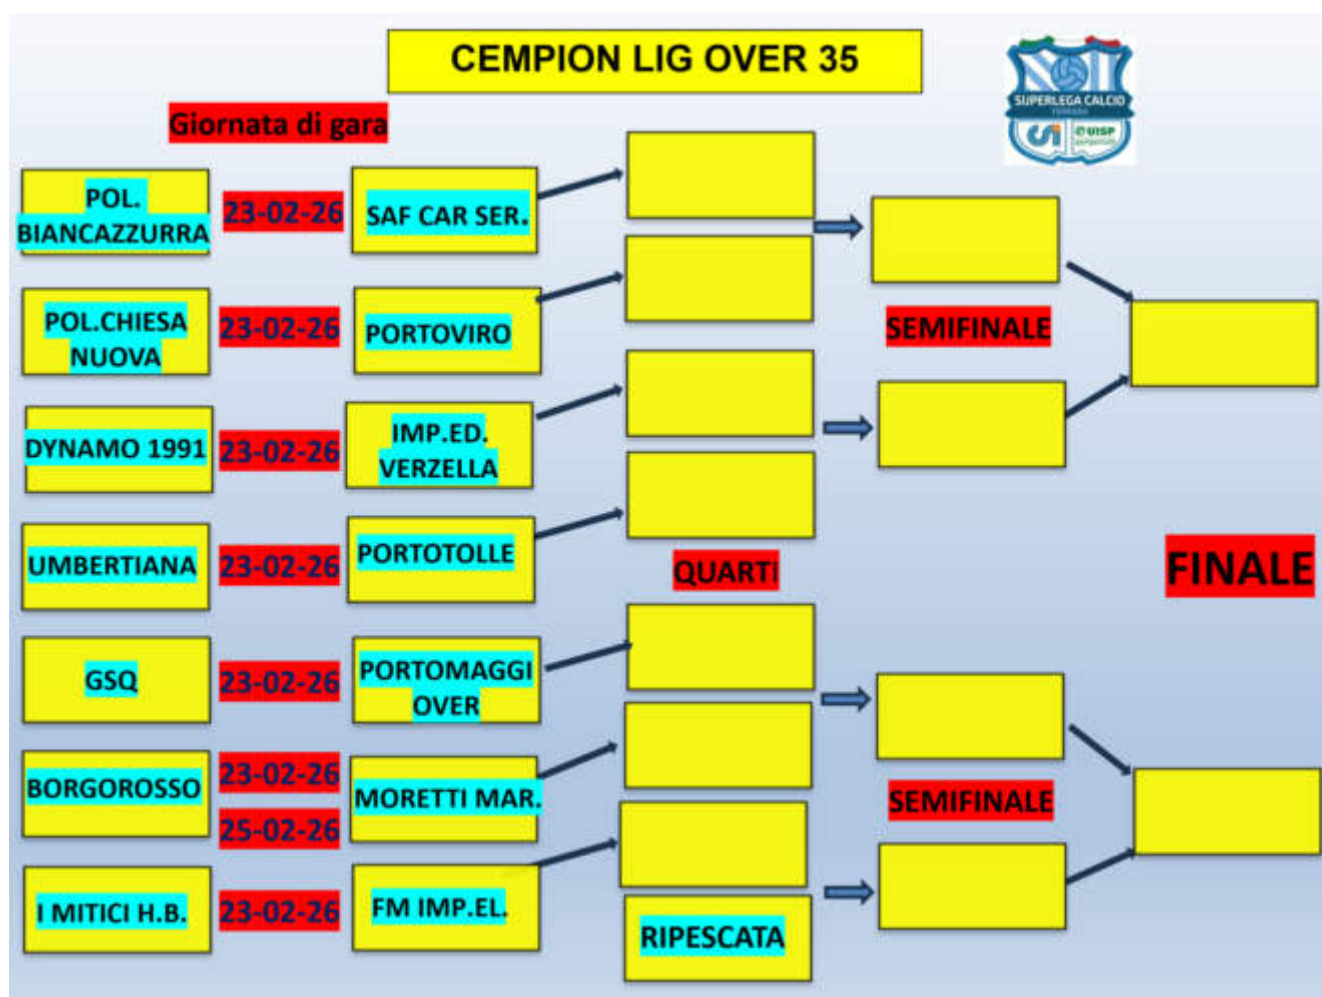 CEMPION LIG OVER 35
SUPERLEGA CALCIO
UISP
Giornata di gara
POL.
BIANCAZZURRA
23-02-26
SAF CAR SER.
POL.CHIESA
NUOVA
23-02-26
PORTOVIRO
SEMIFINALE
DYNAMO 1991
23-02-26
IMP.ED.
VERZELLA
UMBERTIANA
23-02-26
PORTOTOLLE
QUARTI
FINALE
GSQ
23-02-26
PORTOMAGGI
OVER
BORGOROSSO
23-02-26
25-02-26
MORETTI MAR.
SEMIFINALE
I MITICI H.B.
23-02-26
FM IMP.EL.
RIPESCATA